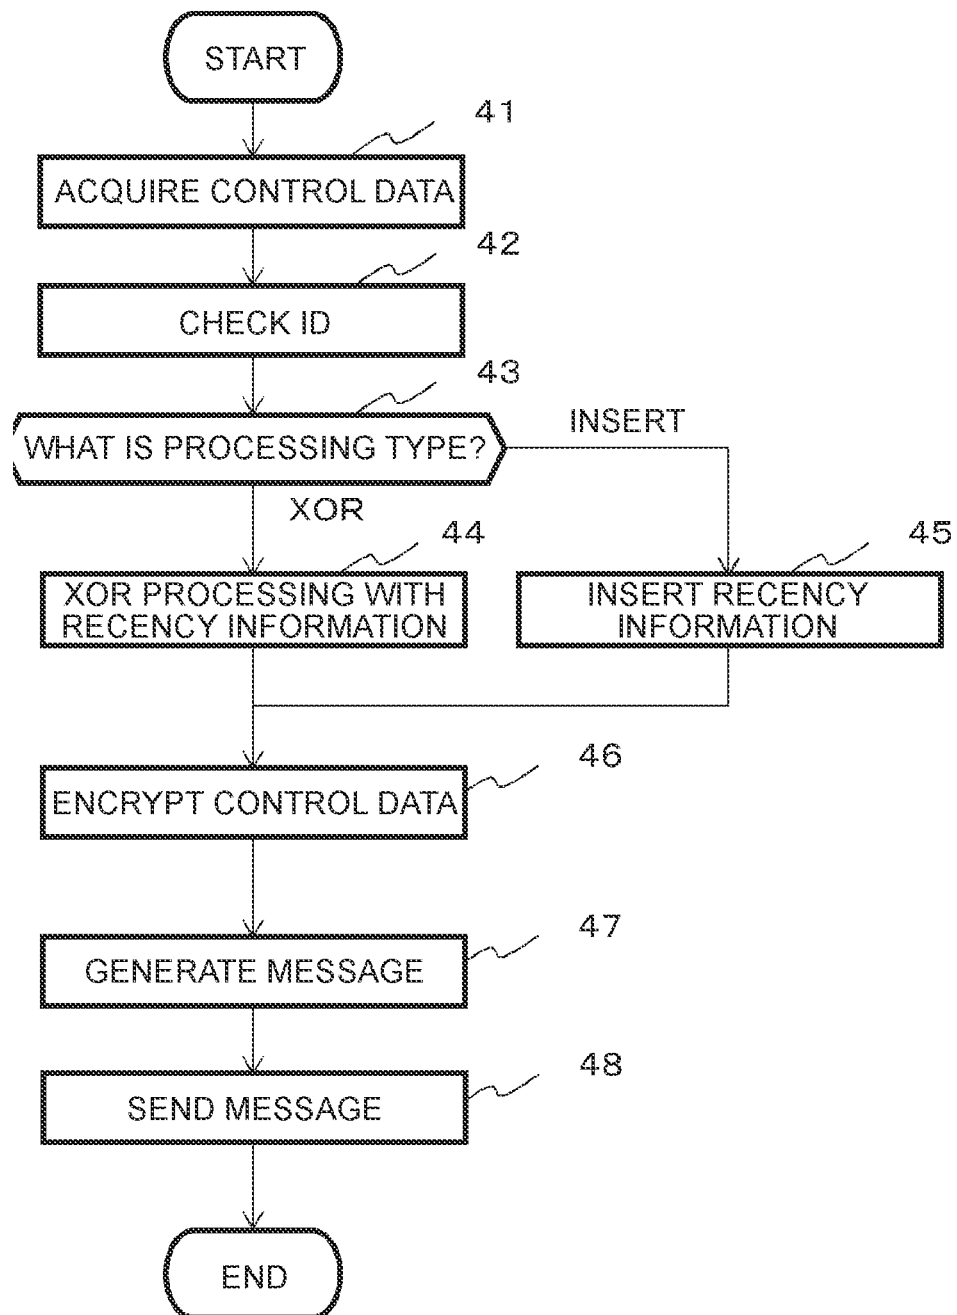 START
41
ACQUIRE CONTROL DATA
42
CHECK ID
43
WHAT IS PROCESSING TYPE?
INSERT
XOR
44
XOR PROCESSING WITH
RECENCY INFORMATION
45
INSERT RECENCY
INFORMATION
46
ENCRYPT CONTROL DATA
47
GENERATE MESSAGE
48
SEND MESSAGE
END